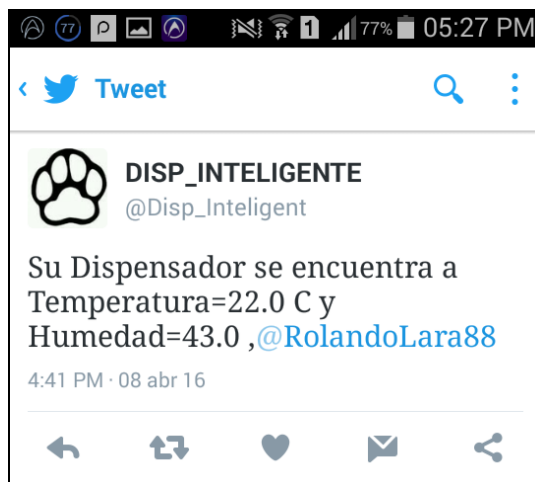 77 P 1 77% 05:27 PM
Tweet
DISP_INTELIGENTE
@Disp_Inteligent
Su Dispensador se encuentra a
Temperatura=22.0 C y
Humedad=43.0 ,@RolandoLara88
4:41 PM · 08 abr 16